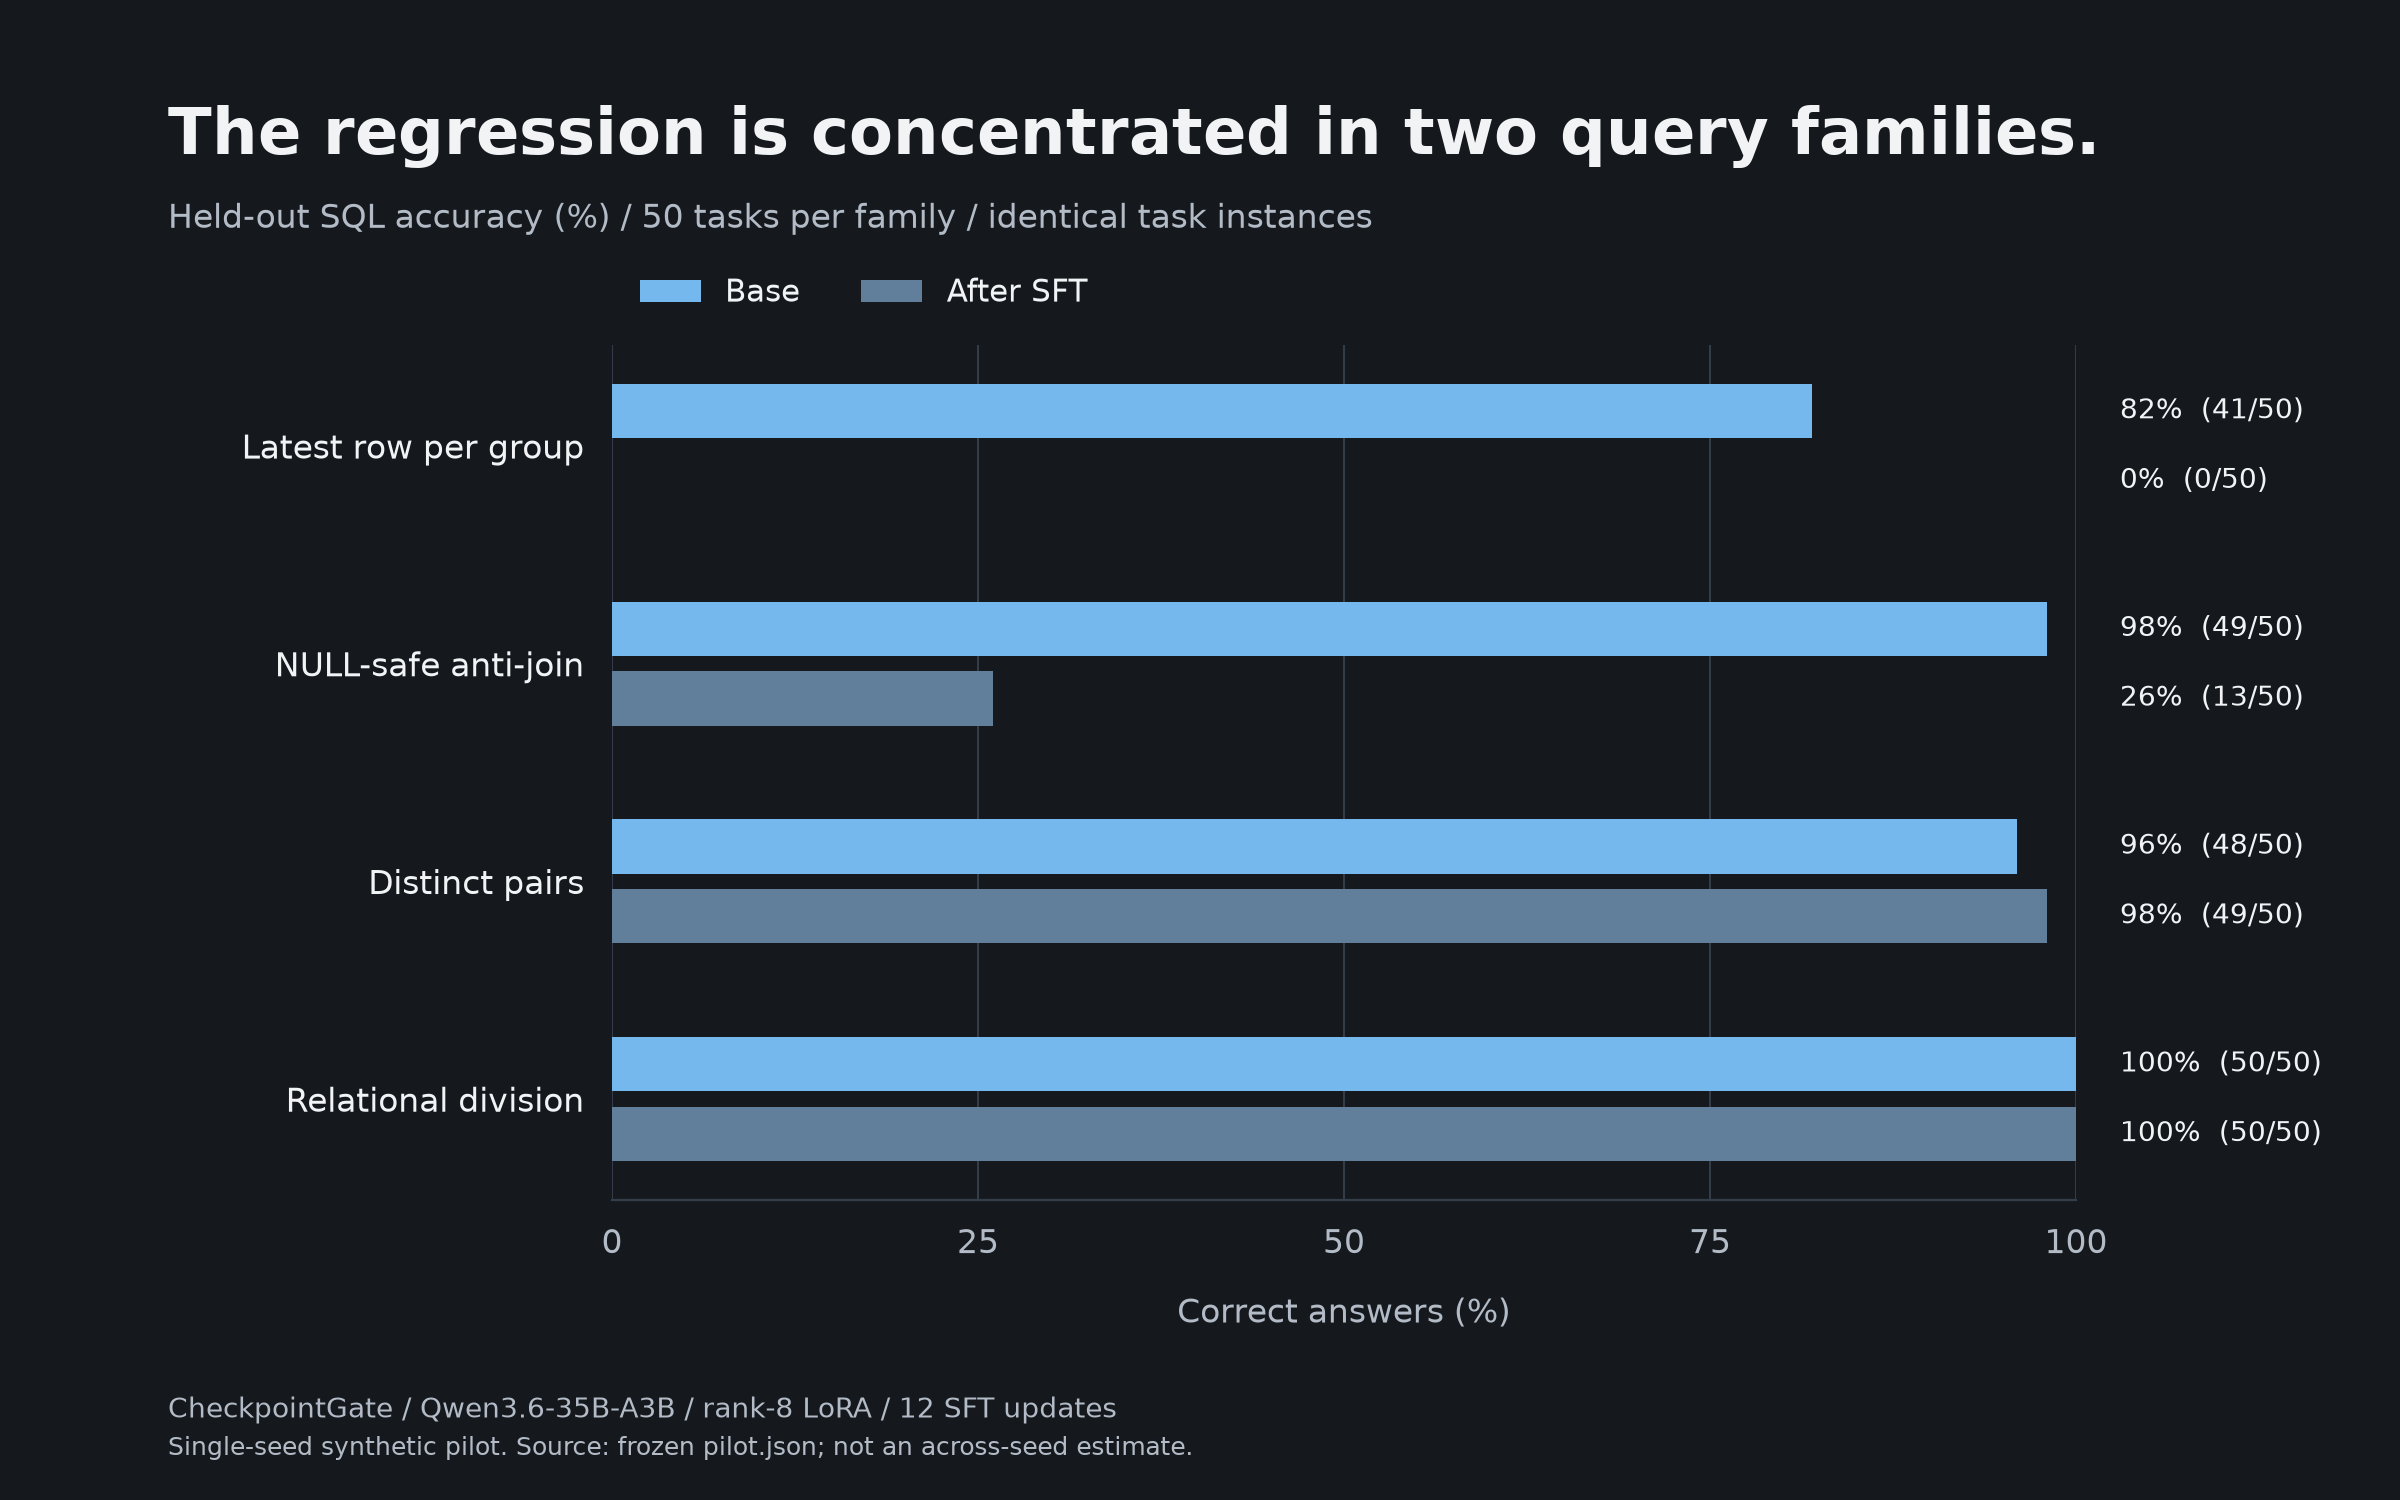 The regression is concentrated in two query families.
Held-out SQL accuracy (%) / 50 tasks per family / identical task instances
Base After SFT
Latest row per group
82% (41/50)
0% (0/50)
NULL-safe anti-join
98% (49/50)
26% (13/50)
Distinct pairs
96% (48/50)
98% (49/50)
Relational division
100% (50/50)
100% (50/50)
0 25 50 75 100
Correct answers (%)
CheckpointGate / Qwen3.6-35B-A3B / rank-8 LoRA / 12 SFT updates
Single-seed synthetic pilot. Source: frozen pilot.json; not an across-seed estimate.